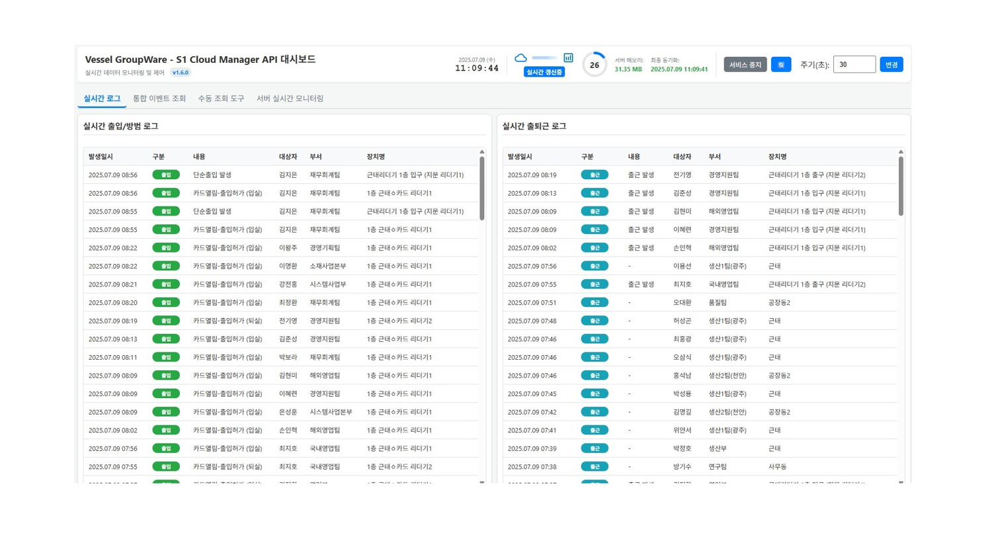 Vessel GroupWare - S1 Cloud Manager API 대시보드
실시간 데이터 모니터링 및 제어 v1.6.0
2025.07.09 (수)
11:09:44
실시간 갱신중
26
서버 메모리:
31.35 MB
최종 동기화:
2025.07.09 11:09:41
서비스 중지
주기(초): 30 변경
실시간 로그 통합 이벤트 조회 수동 조회 도구 서버 실시간 모니터링
실시간 출입/방범 로그
발생일시 구분 내용 대상자 부서 장치명
2025.07.09 08:56 출입 단순출입 발생 김지은 재무회계팀 근태리더기 1층 입구 (지문 리더기1)
2025.07.09 08:56 출입 카드열림-출입허가 (입실) 김지은 재무회계팀 1층 근태ㅇ카드 리더기1
2025.07.09 08:55 출입 단순출입 발생 김지은 재무회계팀 근태리더기 1층 입구 (지문 리더기1)
2025.07.09 08:55 출입 카드열림-출입허가 (입실) 김지은 재무회계팀 1층 근태ㅇ카드 리더기1
2025.07.09 08:22 출입 카드열림-출입허가 (입실) 이왕주 경영기획팀 1층 근태ㅇ카드 리더기1
2025.07.09 08:22 출입 카드열림-출입허가 (입실) 이명환 소재사업본부 1층 근태ㅇ카드 리더기1
2025.07.09 08:21 출입 카드열림-출입허가 (입실) 강전홍 시스템사업부 1층 근태ㅇ카드 리더기1
2025.07.09 08:20 출입 카드열림-출입허가 (입실) 최정환 재무회계팀 1층 근태ㅇ카드 리더기1
2025.07.09 08:19 출입 카드열림-출입허가 (퇴실) 전기영 경영지원팀 1층 근태ㅇ카드 리더기2
2025.07.09 08:13 출입 카드열림-출입허가 (입실) 김준성 경영지원팀 1층 근태ㅇ카드 리더기1
2025.07.09 08:11 출입 카드열림-출입허가 (입실) 박보라 재무회계팀 1층 근태ㅇ카드 리더기1
2025.07.09 08:09 출입 카드열림-출입허가 (입실) 김현미 해외영업팀 1층 근태ㅇ카드 리더기1
2025.07.09 08:09 출입 카드열림-출입허가 (입실) 이혜련 경영지원팀 1층 근태ㅇ카드 리더기1
2025.07.09 08:09 출입 카드열림-출입허가 (입실) 은성훈 시스템사업본부 1층 근태ㅇ카드 리더기1
2025.07.09 08:02 출입 카드열림-출입허가 (입실) 손인혁 해외영업팀 1층 근태ㅇ카드 리더기1
2025.07.09 07:56 출입 카드열림-출입허가 (입실) 최지호 국내영업팀 1층 근태ㅇ카드 리더기1
2025.07.09 07:55 출입 카드열림-출입허가 (퇴실) 최지호 국내영업팀 1층 근태ㅇ카드 리더기2
실시간 출퇴근 로그
발생일시 구분 내용 대상자 부서 장치명
2025.07.09 08:19 출근 출근 발생 전기영 경영지원팀 근태리더기 1층 출구 (지문 리더기2)
2025.07.09 08:13 출근 출근 발생 김준성 경영지원팀 근태리더기 1층 입구 (지문 리더기1)
2025.07.09 08:09 출근 출근 발생 김현미 해외영업팀 근태리더기 1층 입구 (지문 리더기1)
2025.07.09 08:09 출근 출근 발생 이혜련 경영지원팀 근태리더기 1층 입구 (지문 리더기1)
2025.07.09 08:02 출근 출근 발생 손인혁 해외영업팀 근태리더기 1층 입구 (지문 리더기1)
2025.07.09 07:56 출근 - 이용선 생산1팀(광주) 근태
2025.07.09 07:55 출근 출근 발생 최지호 국내영업팀 근태리더기 1층 출구 (지문 리더기2)
2025.07.09 07:51 출근 - 오대환 품질팀 공장동2
2025.07.09 07:48 출근 - 허성곤 생산1팀(광주) 근태
2025.07.09 07:46 출근 - 최홍광 생산1팀(광주) 근태
2025.07.09 07:46 출근 - 오삼식 생산1팀(광주) 근태
2025.07.09 07:46 출근 - 홍석남 생산2팀(천안) 공장동2
2025.07.09 07:45 출근 - 박성용 생산1팀(광주) 근태
2025.07.09 07:42 출근 - 김명길 생산2팀(천안) 공장동2
2025.07.09 07:41 출근 - 위안서 생산1팀(광주) 근태
2025.07.09 07:39 출근 - 박정호 생산부 근태
2025.07.09 07:38 출근 - 방기수 연구팀 사무동